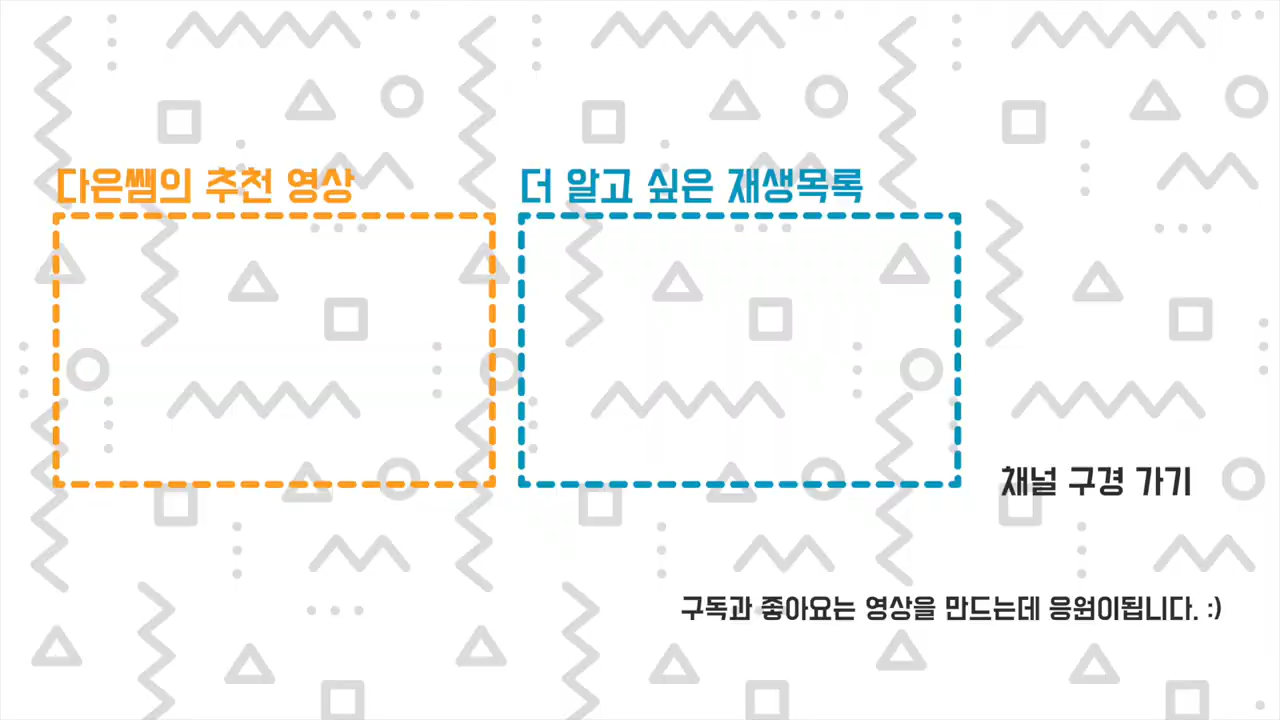 다은쌤의 추천 영상
더 알고 싶은 재생목록
채널 구경 가기
구독과 좋아요는 영상을 만드는데 응원이됩니다. :)